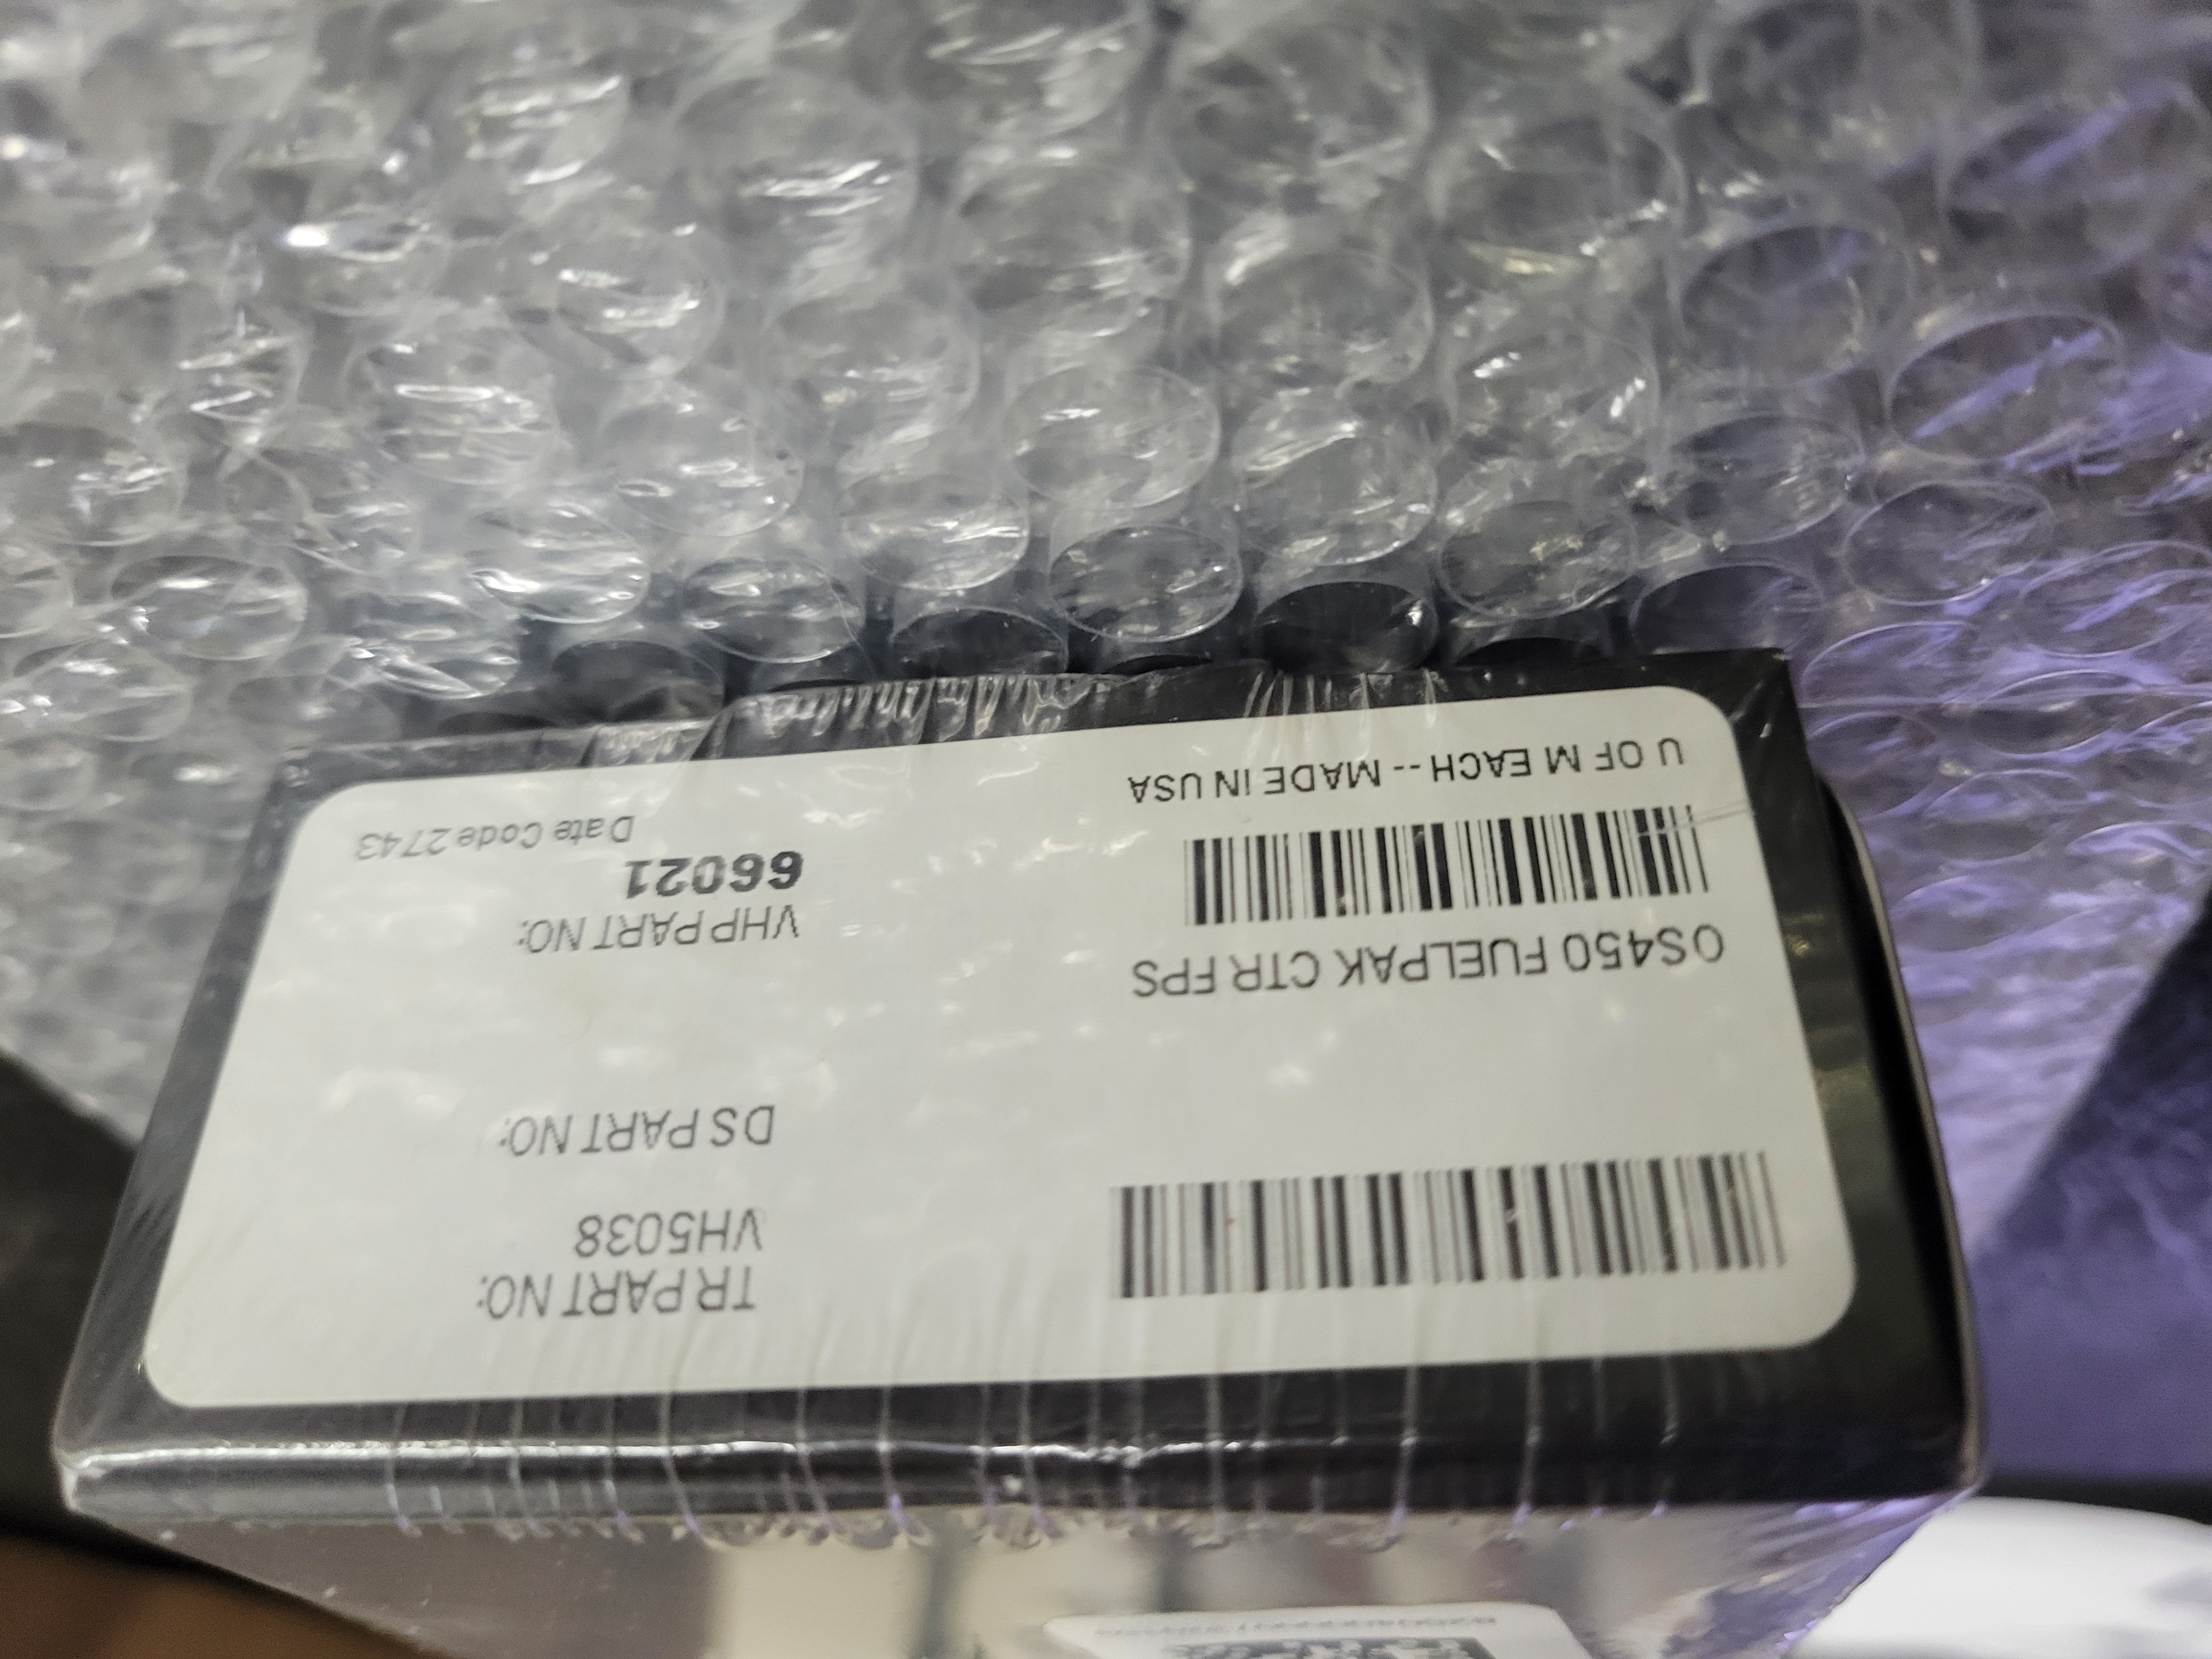 TR PART NO:
VH5038
DS PART NO:
OS450 FUELPAK CTR FPS
VHP PART NO:
66021
Date Code 2743
U OF M EACH -- MADE IN USA